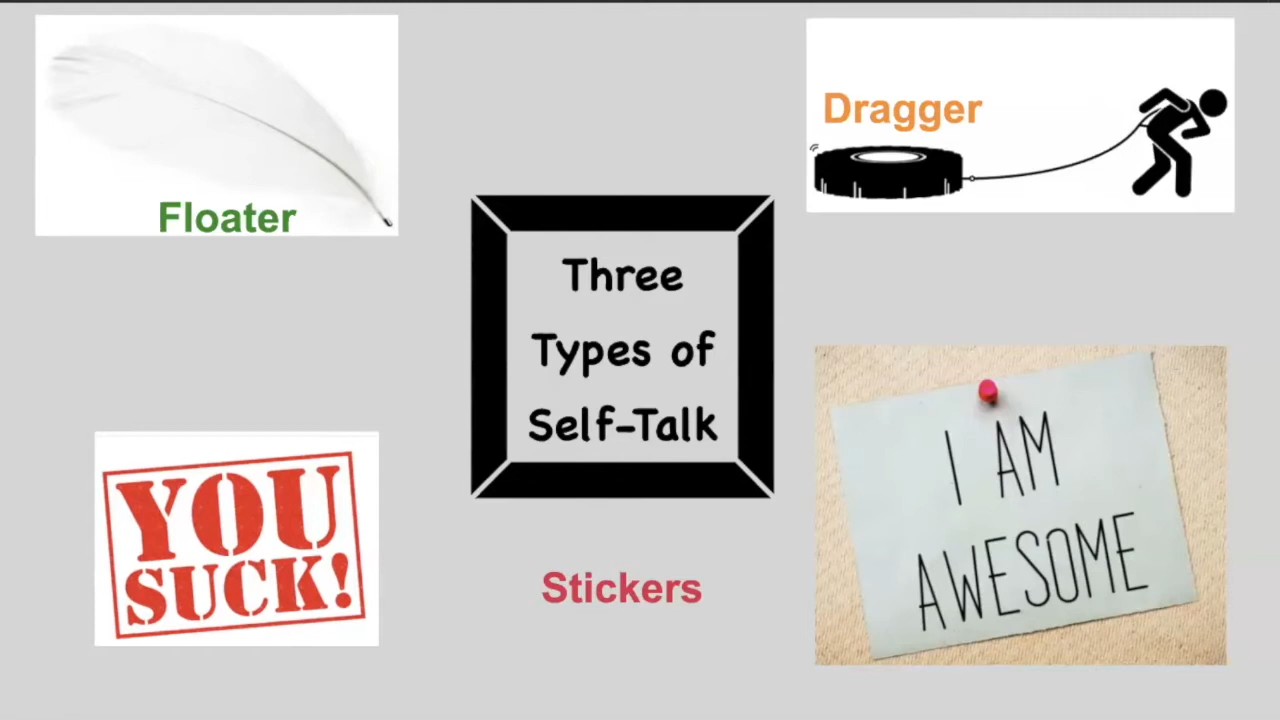 Floater
Dragger
Three
Types of
Self-Talk
YOU
SUCK!
Stickers
I AM
AWESOME